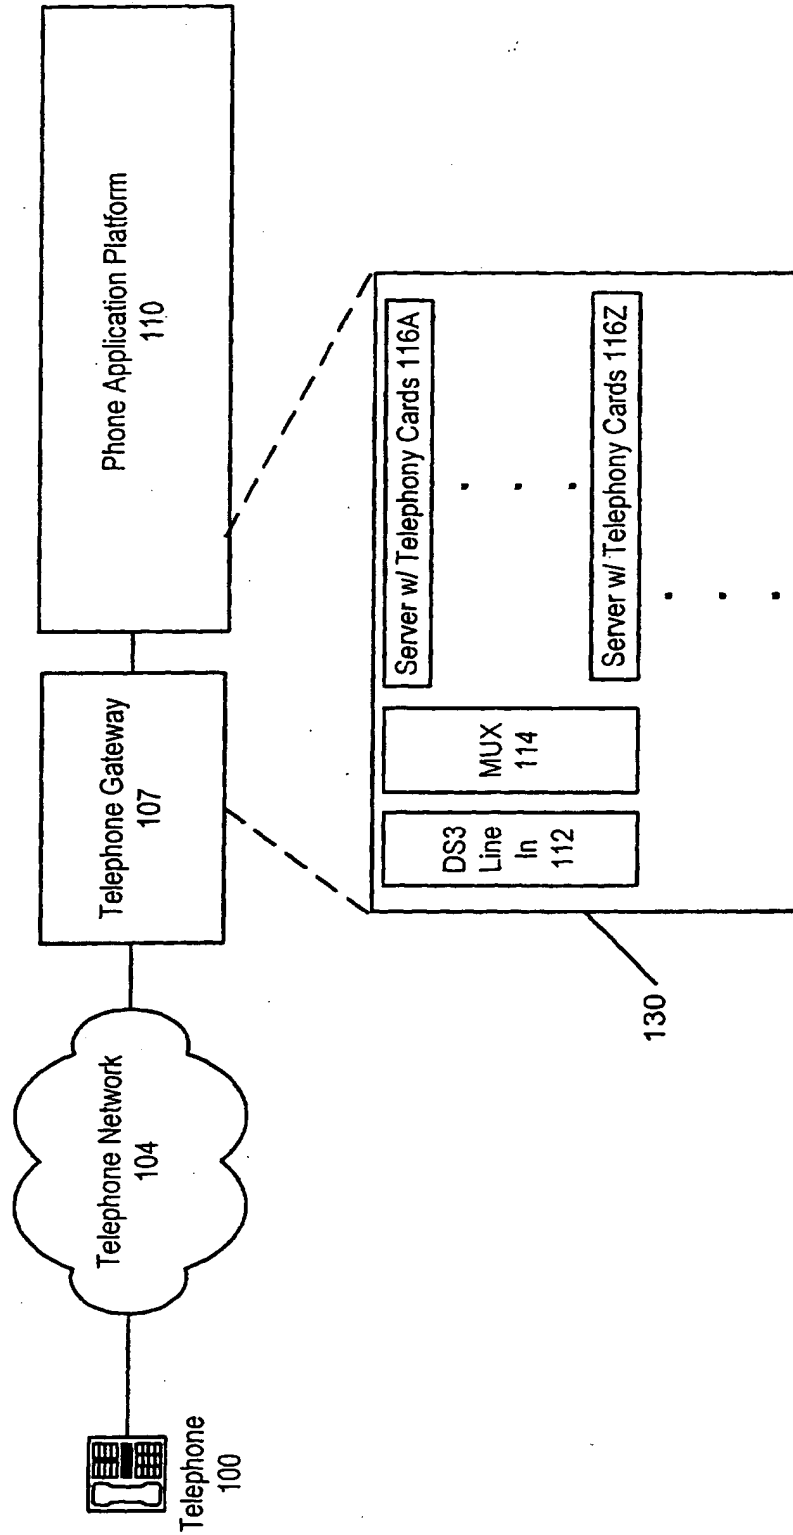 Telephone
100
Telephone Network
104
Telephone Gateway
107
Phone Application Platform
110
130
DS3
Line
In
112
MUX
114
Server w/ Telephony Cards 116A
Server w/ Telephony Cards 116Z